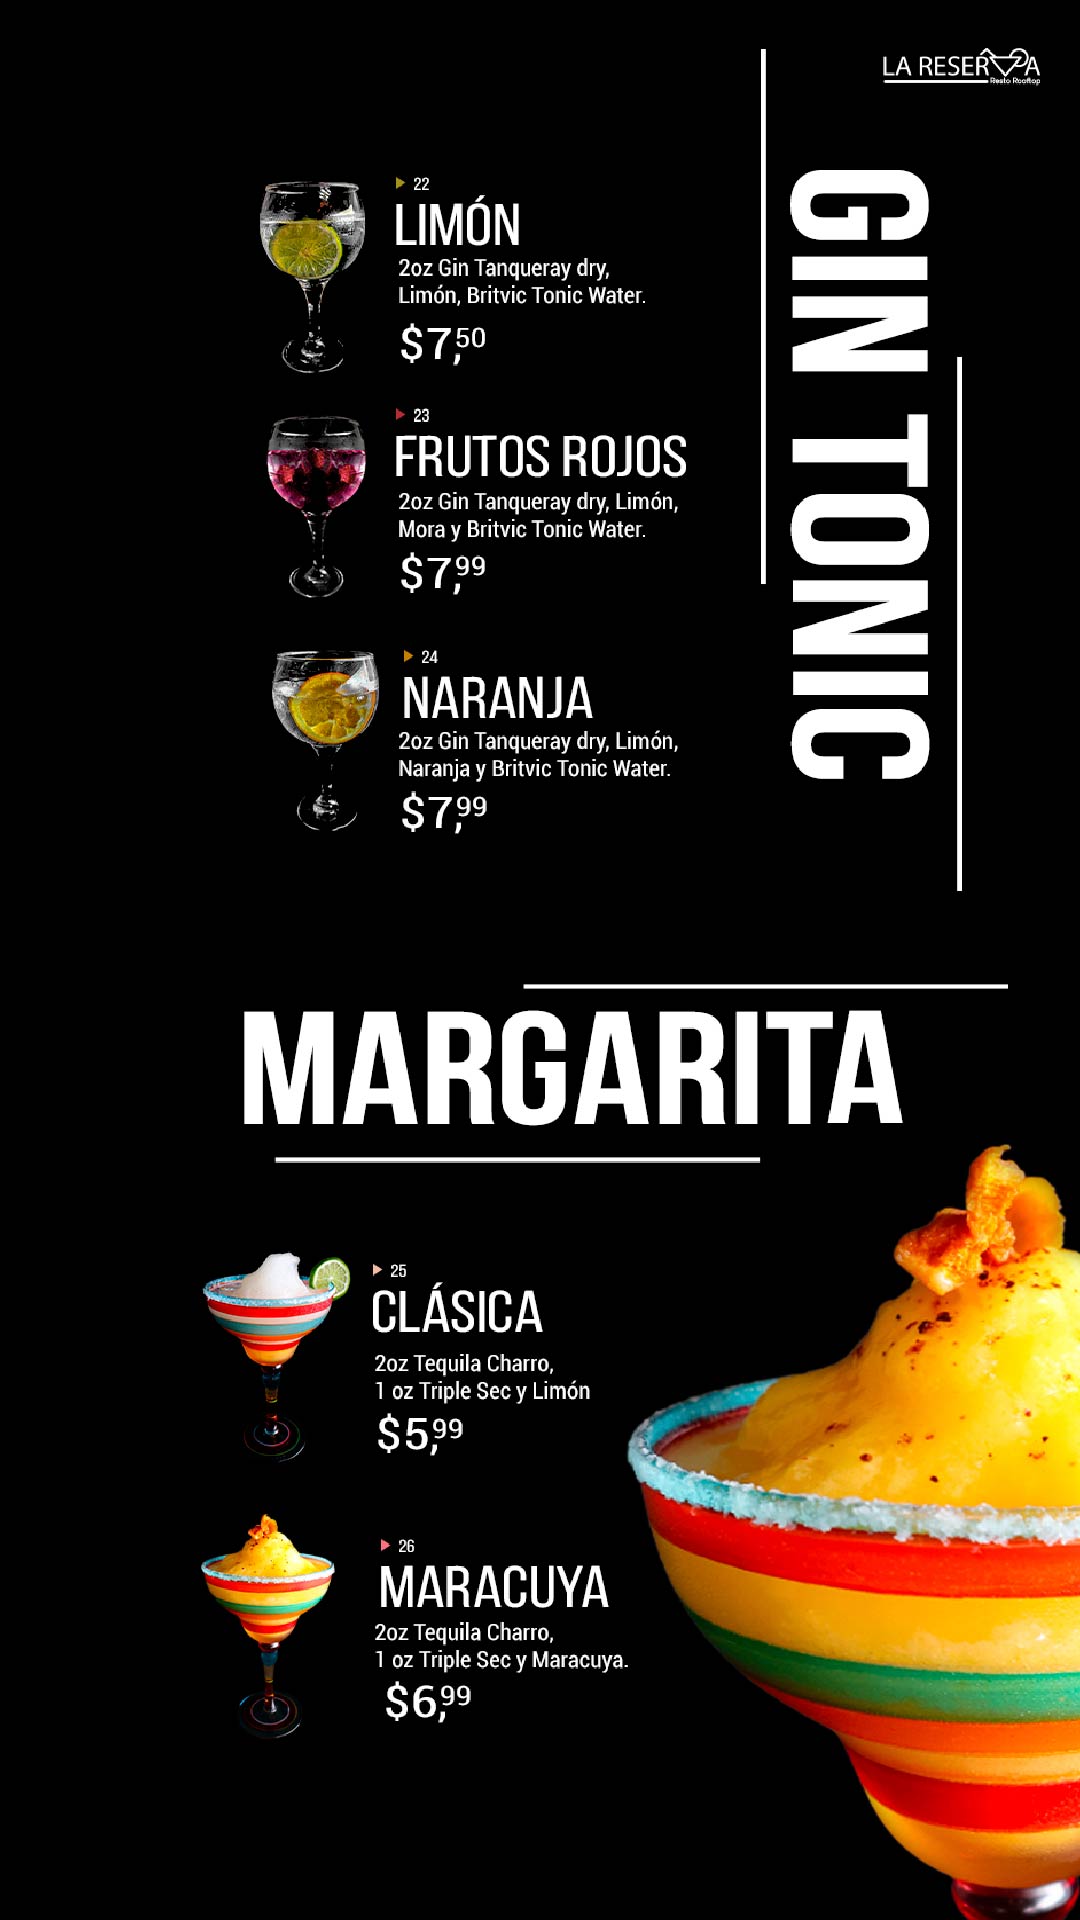 LA RESERVA
Resto Rooftop
GIN TONIC
22
LIMÓN
2oz Gin Tanqueray dry,
Limón, Britvic Tonic Water.
$7,50
23
FRUTOS ROJOS
2oz Gin Tanqueray dry, Limón,
Mora y Britvic Tonic Water.
$7,99
24
NARANJA
2oz Gin Tanqueray dry, Limón,
Naranja y Britvic Tonic Water.
$7,99
MARGARITA
25
CLÁSICA
2oz Tequila Charro,
1 oz Triple Sec y Limón
$5,99
26
MARACUYA
2oz Tequila Charro,
1 oz Triple Sec y Maracuya.
$6,99